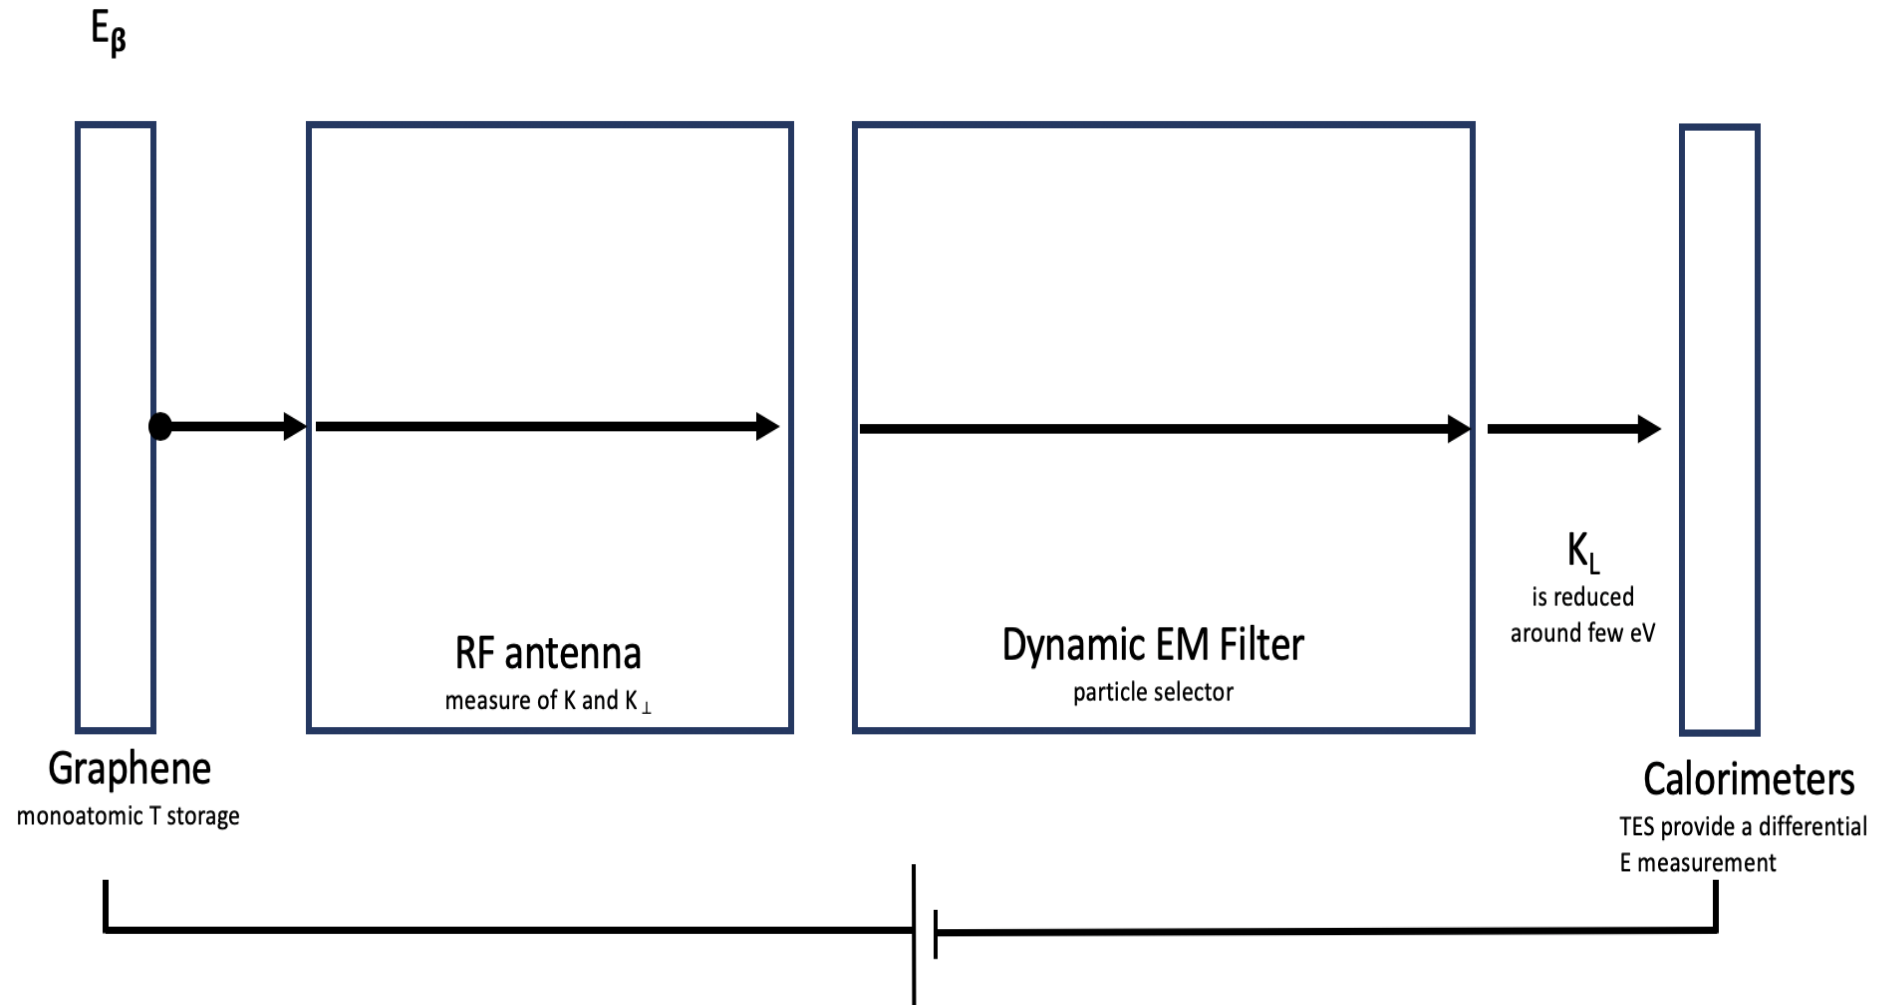 Eβ
RF antenna
measure of K and K⊥
Dynamic EM Filter
particle selector
KL
is reduced
around few eV
Graphene
monoatomic T storage
Calorimeters
TES provide a differential
E measurement